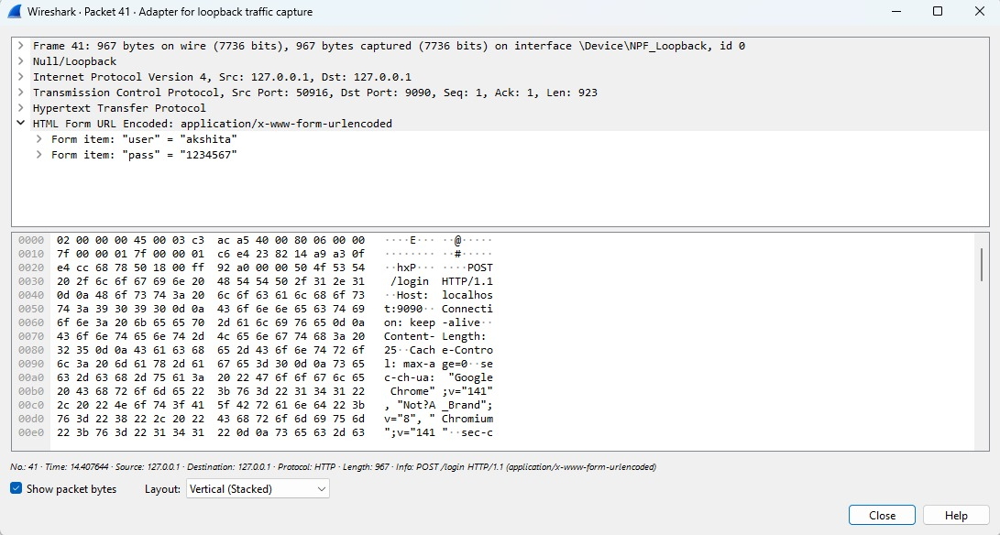 Wireshark · Packet 41 · Adapter for loopback traffic capture
Frame 41: 967 bytes on wire (7736 bits), 967 bytes captured (7736 bits) on interface \Device\NPF_Loopback, id 0
Null/Loopback
Internet Protocol Version 4, Src: 127.0.0.1, Dst: 127.0.0.1
Transmission Control Protocol, Src Port: 50916, Dst Port: 9090, Seq: 1, Ack: 1, Len: 923
Hypertext Transfer Protocol
HTML Form URL Encoded: application/x-www-form-urlencoded
Form item: "user" = "akshita"
Form item: "pass" = "1234567"
0000 02 00 00 00 45 00 03 c3 ac a5 40 00 80 06 00 00 ····E··· ··@·····
0010 7f 00 00 01 7f 00 00 01 c6 e4 23 82 14 a9 a3 0f ········ ··#·····
0020 e4 cc 68 78 50 18 00 ff 92 a0 00 00 50 4f 53 54 ··hxP··· ····POST
0030 20 2f 6c 6f 67 69 6e 20 48 54 54 50 2f 31 2e 31 /login HTTP/1.1
0040 0d 0a 48 6f 73 74 3a 20 6c 6f 63 61 6c 68 6f 73 ··Host: localhos
0050 74 3a 39 30 39 30 0d 0a 43 6f 6e 6e 65 63 74 69 t:9090·· Connecti
0060 6f 6e 3a 20 6b 65 65 70 2d 61 6c 69 76 65 0d 0a on: keep -alive··
0070 43 6f 6e 74 65 6e 74 2d 4c 65 6e 67 74 68 3a 20 Content- Length:
0080 32 35 0d 0a 43 61 63 68 65 2d 43 6f 6e 74 72 6f 25··Cach e-Contro
0090 6c 3a 20 6d 61 78 2d 61 67 65 3d 30 0d 0a 73 65 l: max-a ge=0··se
00a0 63 2d 63 68 2d 75 61 3a 20 22 47 6f 6f 67 6c 65 c-ch-ua: "Google
00b0 20 43 68 72 6f 6d 65 22 3b 76 3d 22 31 34 31 22 Chrome" ;v="141"
00c0 2c 20 22 4e 6f 74 3f 41 5f 42 72 61 6e 64 22 3b , "Not?A _Brand";
00d0 76 3d 22 38 22 2c 20 22 43 68 72 6f 6d 69 75 6d v="8", " Chromium
00e0 22 3b 76 3d 22 31 34 31 22 0d 0a 73 65 63 2d 63 ";v="141 "··sec-c
No.: 41 · Time: 14.407644 · Source: 127.0.0.1 · Destination: 127.0.0.1 · Protocol: HTTP · Length: 967 · Info: POST /login HTTP/1.1 (application/x-www-form-urlencoded)
Show packet bytes Layout: Vertical (Stacked)
Close Help